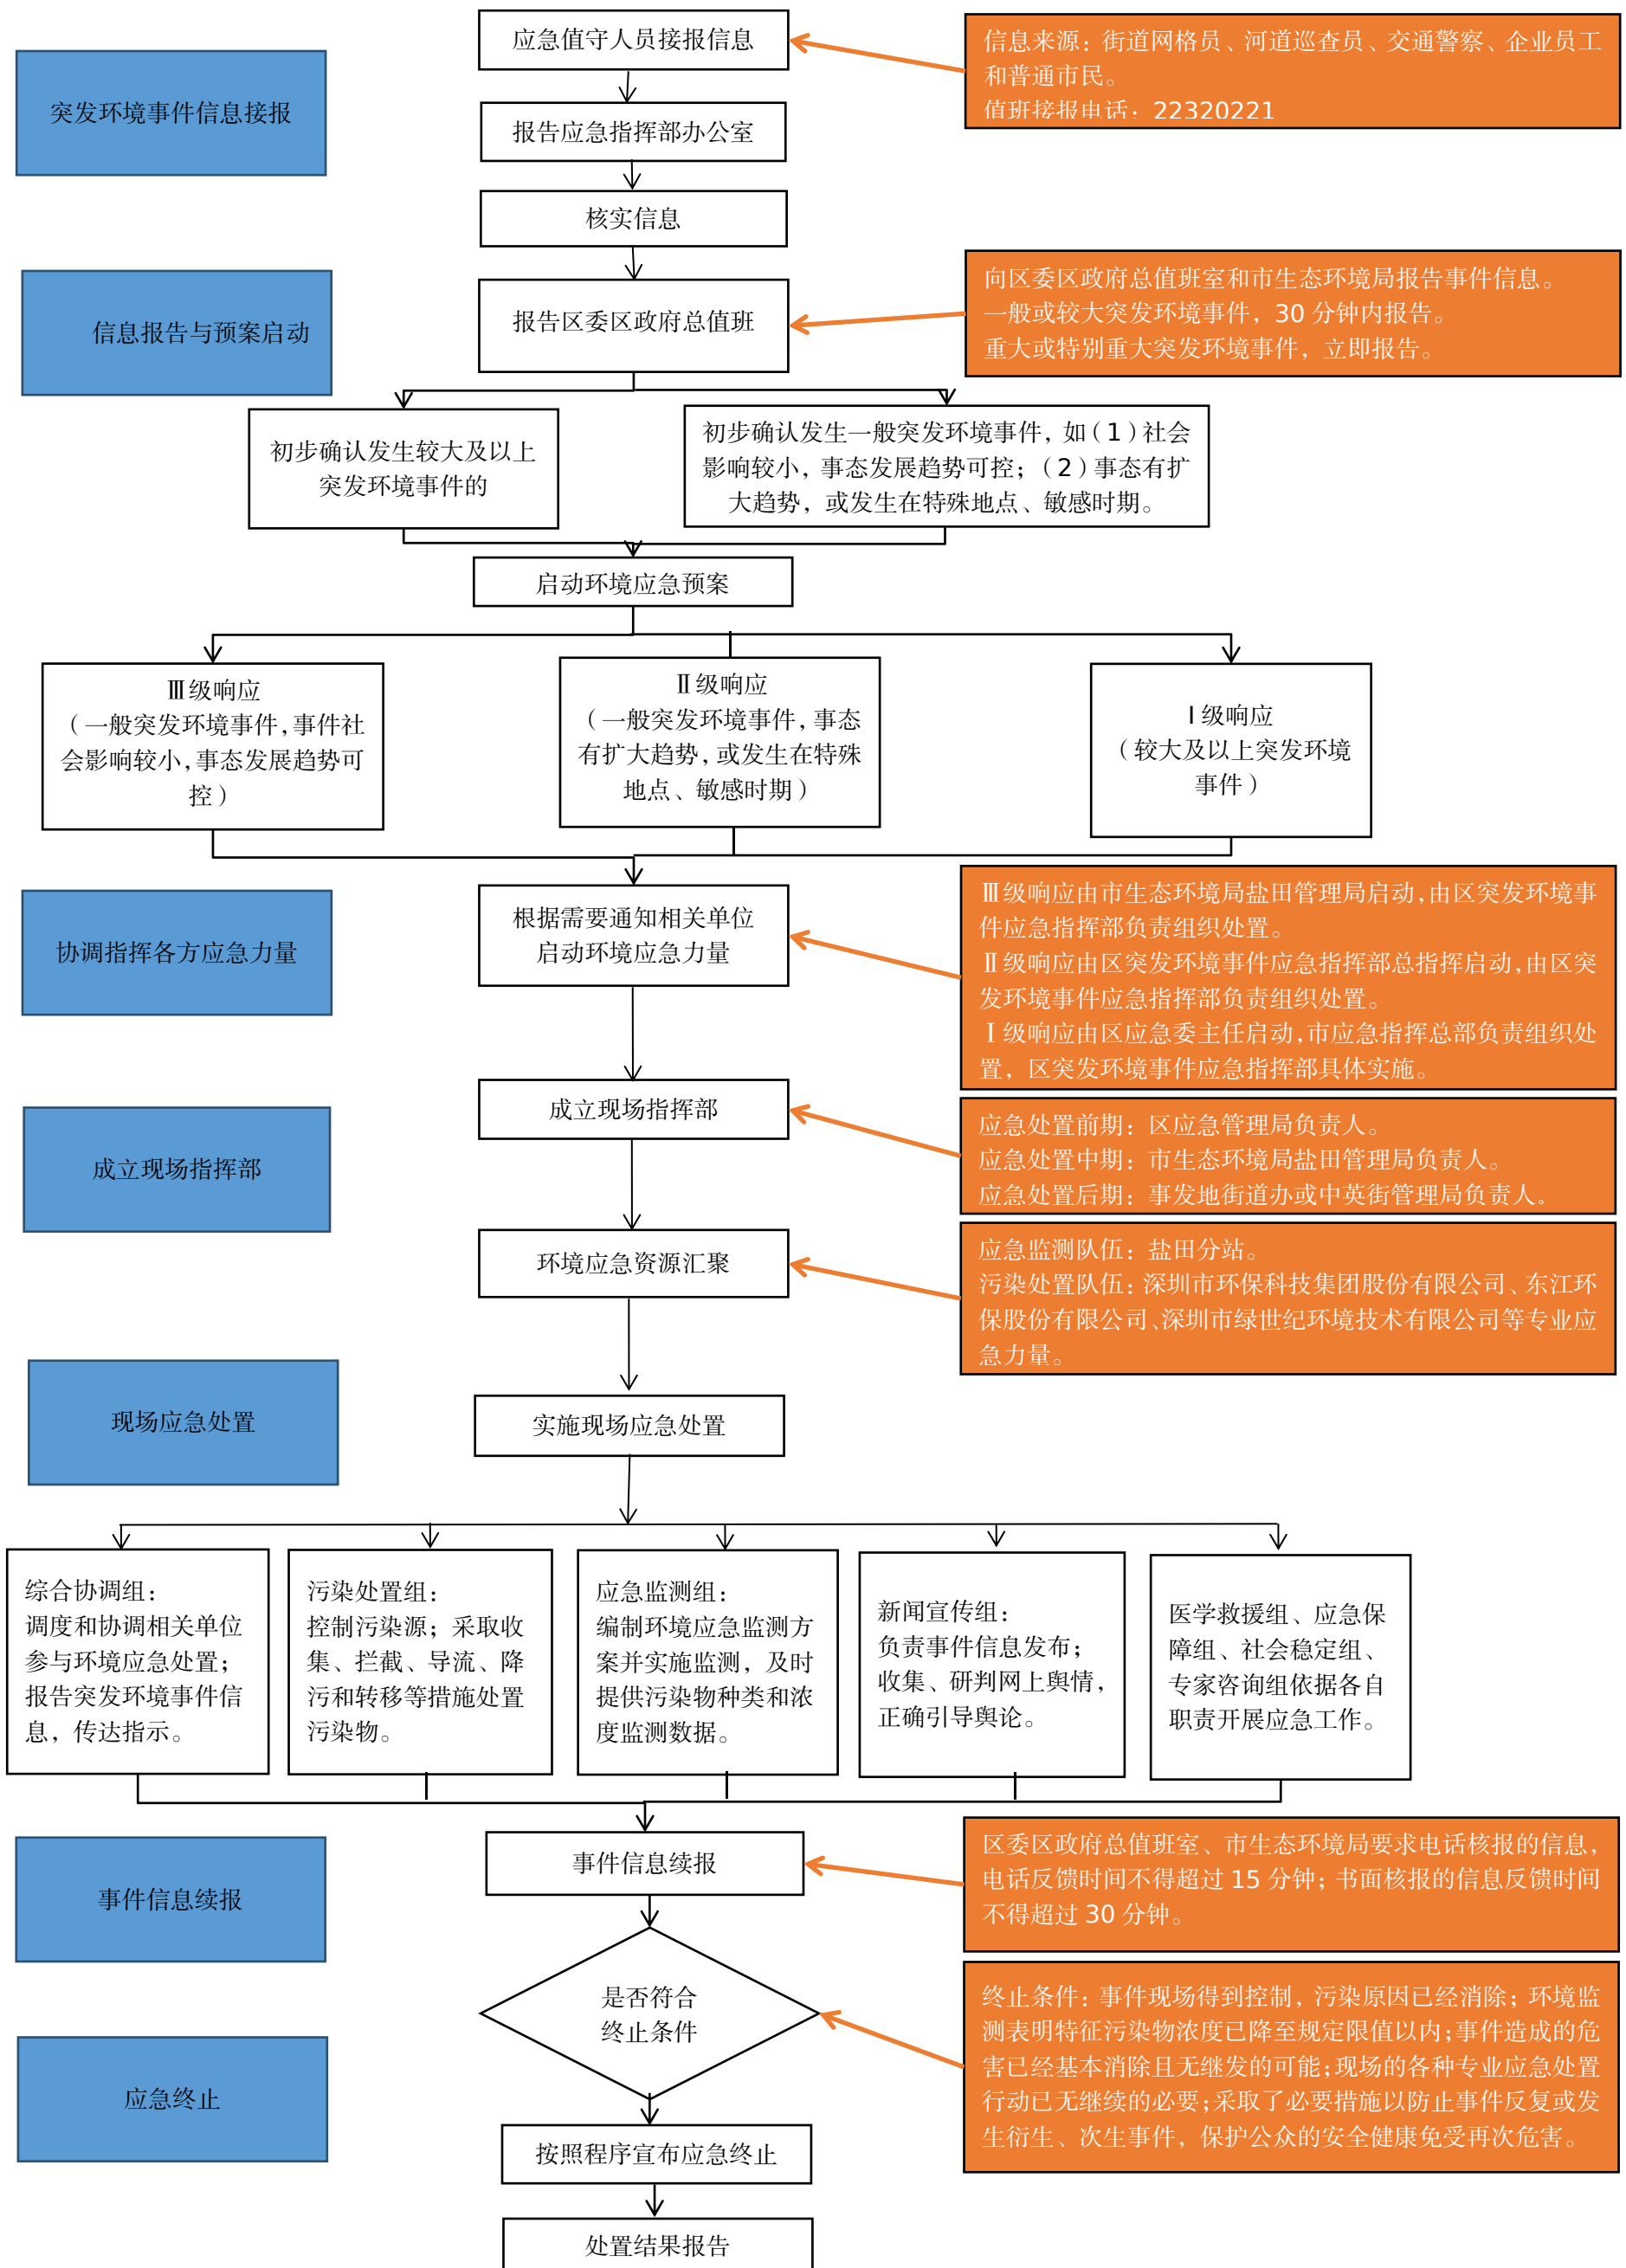 应急值守人员接报信息
信息来源：街道网格员、河道巡查员、交通警察、企业员工
和普通市民。
值班接报电话：22320221
突发环境事件信息接报
报告应急指挥部办公室
核实信息
信息报告与预案启动
报告区委区政府总值班
向区委区政府总值班室和市生态环境局报告事件信息。
一般或较大突发环境事件，30 分钟内报告。
重大或特别重大突发环境事件，立即报告。
初步确认发生较大及以上
突发环境事件的
初步确认发生一般突发环境事件，如（1）社会
影响较小，事态发展趋势可控；（2）事态有扩
大趋势，或发生在特殊地点、敏感时期。
启动环境应急预案
Ⅲ级响应
（一般突发环境事件，事件社
会影响较小，事态发展趋势可
控）
Ⅱ级响应
（一般突发环境事件，事态
有扩大趋势，或发生在特殊
地点、敏感时期）
I 级响应
（较大及以上突发环境
事件）
协调指挥各方应急力量
根据需要通知相关单位
启动环境应急力量
Ⅲ级响应由市生态环境局盐田管理局启动，由区突发环境事
件应急指挥部负责组织处置。
Ⅱ级响应由区突发环境事件应急指挥部总指挥启动，由区突
发环境事件应急指挥部负责组织处置。
Ⅰ级响应由区应急委主任启动，市应急指挥总部负责组织处
置，区突发环境事件应急指挥部具体实施。
成立现场指挥部
成立现场指挥部
应急处置前期：区应急管理局负责人。
应急处置中期：市生态环境局盐田管理局负责人。
应急处置后期：事发地街道办或中英街管理局负责人。
环境应急资源汇聚
应急监测队伍：盐田分站。
污染处置队伍：深圳市环保科技集团股份有限公司、东江环
保股份有限公司、深圳市绿世纪环境技术有限公司等专业应
急力量。
现场应急处置
实施现场应急处置
综合协调组：
调度和协调相关单位
参与环境应急处置；
报告突发环境事件信
息，传达指示。
污染处置组：
控制污染源；采取收
集、拦截、导流、降
污和转移等措施处置
污染物。
应急监测组：
编制环境应急监测方
案并实施监测，及时
提供污染物种类和浓
度监测数据。
新闻宣传组：
负责事件信息发布；
收集、研判网上舆情，
正确引导舆论。
医学救援组、应急保
障组、社会稳定组、
专家咨询组依据各自
职责开展应急工作。
事件信息续报
事件信息续报
区委区政府总值班室、市生态环境局要求电话核报的信息，
电话反馈时间不得超过 15 分钟；书面核报的信息反馈时间
不得超过 30 分钟。
是否符合
终止条件
终止条件：事件现场得到控制，污染原因已经消除；环境监
测表明特征污染物浓度已降至规定限值以内；事件造成的危
害已经基本消除且无继发的可能；现场的各种专业应急处置
行动已无继续的必要；采取了必要措施以防止事件反复或发
生衍生、次生事件，保护公众的安全健康免受再次危害。
应急终止
按照程序宣布应急终止
处置结果报告